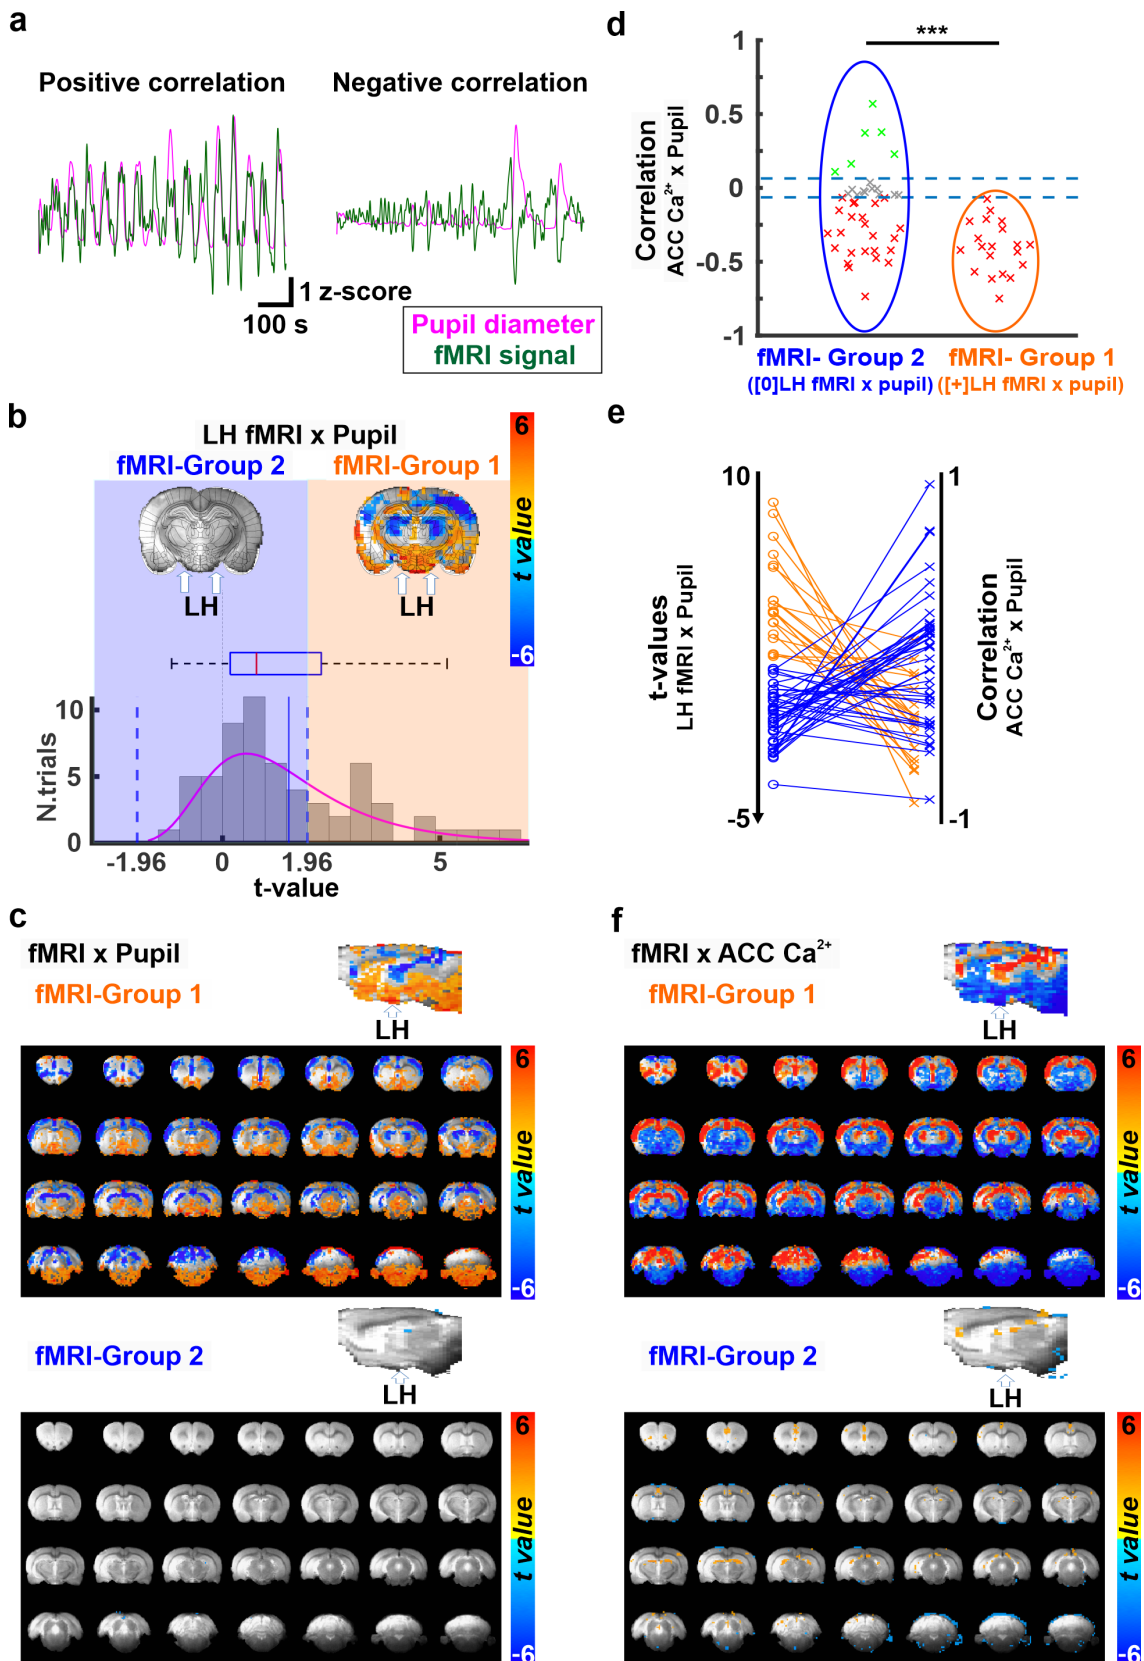 a
Positive correlation
Negative correlation
1 z-score
100 s
Pupil diameter
fMRI signal
b
LH fMRI x Pupil
fMRI-Group 2
fMRI-Group 1
LH
LH
6
t value
-6
N.trials
10
5
0
-1.96
0
1.96
5
t-value
c
fMRI x Pupil
fMRI-Group 1
LH
6
t value
-6
fMRI-Group 2
LH
6
t value
-6
d
***
Correlation
ACC Ca²⁺ x Pupil
1
0.5
0
-0.5
-1
fMRI- Group 2
([0]LH fMRI x pupil)
fMRI- Group 1
([+]LH fMRI x pupil)
e
10
1
t-values
LH fMRI x Pupil
Correlation
ACC Ca²⁺ x Pupil
-5
-1
f
fMRI x ACC Ca²⁺
fMRI-Group 1
LH
6
t value
-6
fMRI-Group 2
LH
6
t value
-6